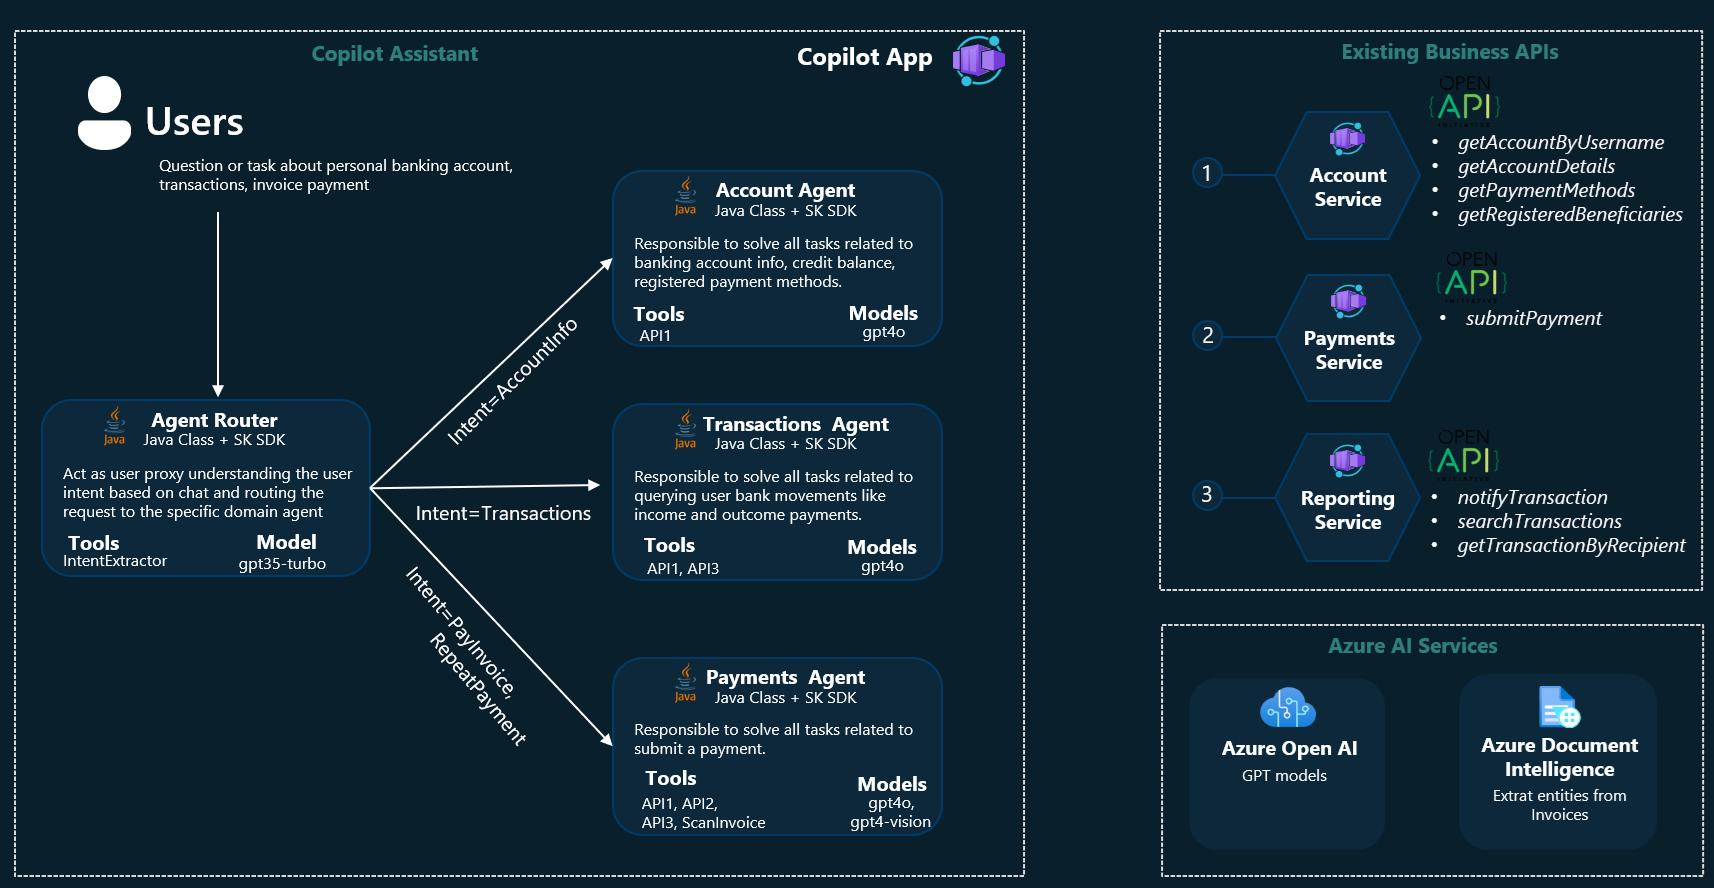 Copilot Assistant
Copilot App
Users
Question or task about personal banking account,
transactions, invoice payment
Java
Agent Router
Java Class + SK SDK
Act as user proxy understanding the user
intent based on chat and routing the
request to the specific domain agent
Tools
IntentExtractor
Model
gpt35-turbo
Intent=AccountInfo
Intent=Transactions
Intent=PayInvoice,
RepeatPayment
Java
Account Agent
Java Class + SK SDK
Responsible to solve all tasks related to
banking account info, credit balance,
registered payment methods.
Tools
API1
Models
gpt4o
Java
Transactions Agent
Java Class + SK SDK
Responsible to solve all tasks related to
querying user bank movements like
income and outcome payments.
Tools
API1, API3
Models
gpt4o
Java
Payments Agent
Java Class + SK SDK
Responsible to solve all tasks related to
submit a payment.
Tools
API1, API2,
API3, ScanInvoice
Models
gpt4o,
gpt4-vision
Existing Business APIs
1
Account
Service
OPEN
{API}
INITIATIVE
• getAccountByUsername
• getAccountDetails
• getPaymentMethods
• getRegisteredBeneficiaries
2
Payments
Service
OPEN
{API}
INITIATIVE
• submitPayment
3
Reporting
Service
OPEN
{API}
INITIATIVE
• notifyTransaction
• searchTransactions
• getTransactionByRecipient
Azure AI Services
Azure Open AI
GPT models
Azure Document
Intelligence
Extrat entities from
Invoices